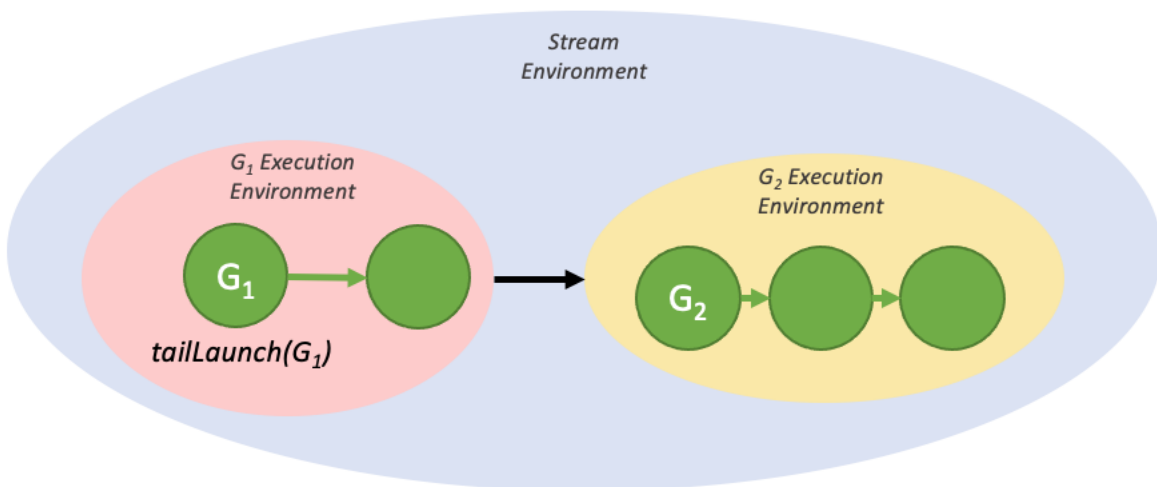 Stream
Environment
G₁ Execution
Environment
G₂ Execution
Environment
G₁
G₂
tailLaunch(G₁)